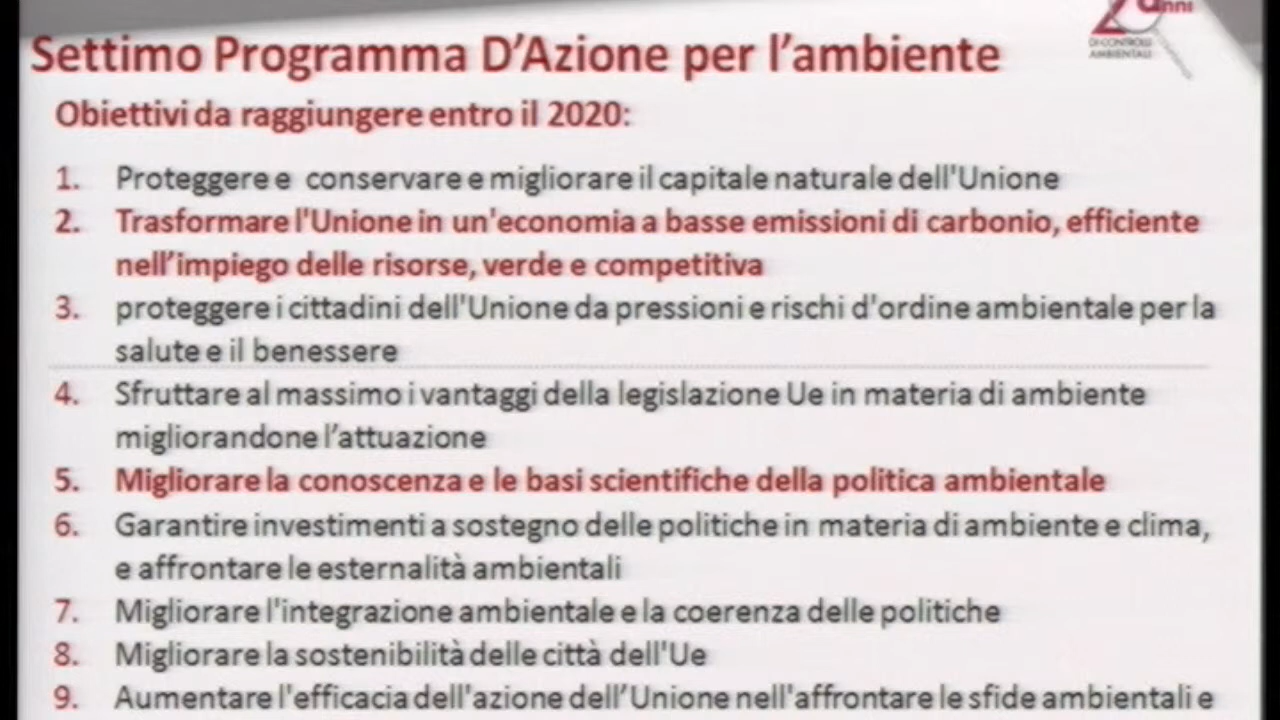 20 anni
DI CONTROLLI
AMBIENTALI
Settimo Programma D'Azione per l'ambiente
Obiettivi da raggiungere entro il 2020:
1. Proteggere e conservare e migliorare il capitale naturale dell'Unione
2. Trasformare l'Unione in un'economia a basse emissioni di carbonio, efficiente
nell'impiego delle risorse, verde e competitiva
3. proteggere i cittadini dell'Unione da pressioni e rischi d'ordine ambientale per la
salute e il benessere
4. Sfruttare al massimo i vantaggi della legislazione Ue in materia di ambiente
migliorandone l'attuazione
5. Migliorare la conoscenza e le basi scientifiche della politica ambientale
6. Garantire investimenti a sostegno delle politiche in materia di ambiente e clima,
e affrontare le esternalità ambientali
7. Migliorare l'integrazione ambientale e la coerenza delle politiche
8. Migliorare la sostenibilità delle città dell'Ue
9. Aumentare l'efficacia dell'azione dell'Unione nell'affrontare le sfide ambientali e